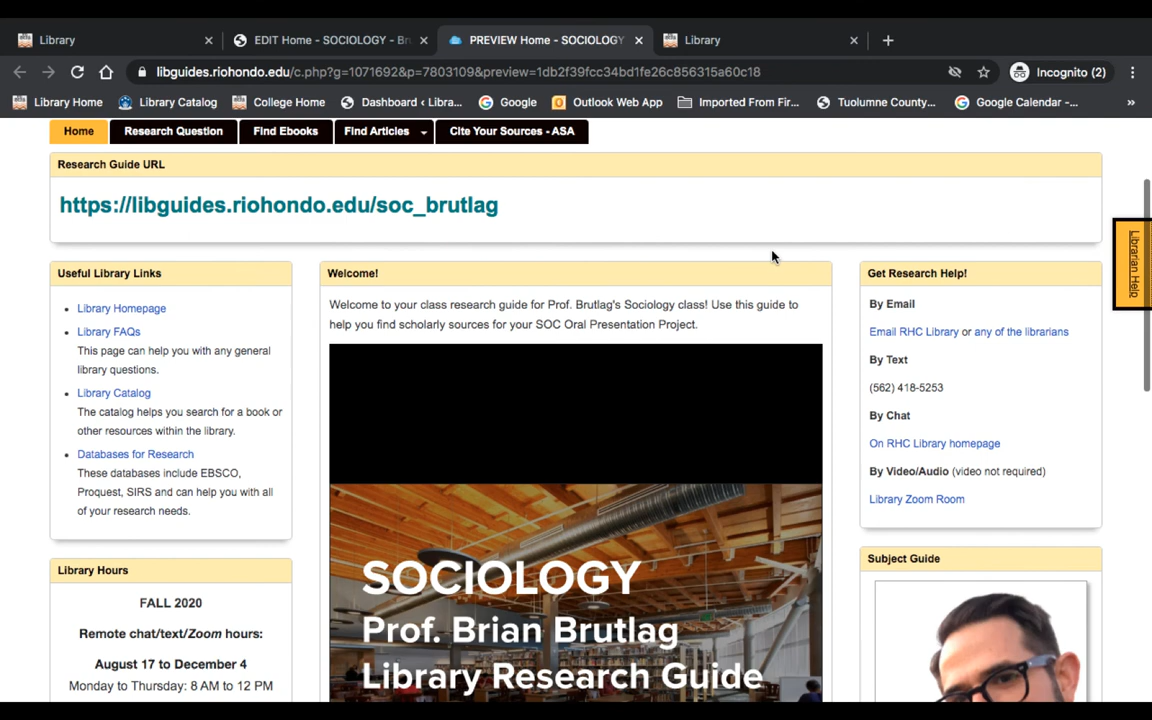 Library
EDIT Home - SOCIOLOGY - Br
PREVIEW Home - SOCIOLOGY
Library
libguides.riohondo.edu/c.php?g=1071692&p=7803109&preview=1db2f39fcc34bd1fe26c856315a60c18
Incognito (2)
Library Home
Library Catalog
College Home
Dashboard ‹ Libra...
Google
Outlook Web App
Imported From Fir...
Tuolumne County...
Google Calendar -...
»
Home
Research Question
Find Ebooks
Find Articles
Cite Your Sources - ASA
Research Guide URL
https://libguides.riohondo.edu/soc_brutlag
Useful Library Links
Library Homepage
Library FAQs
This page can help you with any general
library questions.
Library Catalog
The catalog helps you search for a book or
other resources within the library.
Databases for Research
These databases include EBSCO,
Proquest, SIRS and can help you with all
of your research needs.
Library Hours
FALL 2020
Remote chat/text/Zoom hours:
August 17 to December 4
Monday to Thursday: 8 AM to 12 PM
Welcome!
Welcome to your class research guide for Prof. Brutlag's Sociology class! Use this guide to
help you find scholarly sources for your SOC Oral Presentation Project.
SOCIOLOGY
Prof. Brian Brutlag
Library Research Guide
Get Research Help!
By Email
Email RHC Library or any of the librarians
By Text
(562) 418-5253
By Chat
On RHC Library homepage
By Video/Audio (video not required)
Library Zoom Room
Subject Guide
Librarian Help